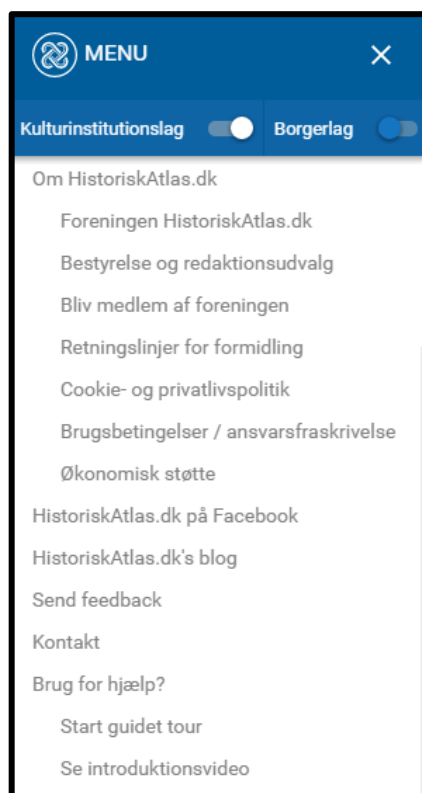 MENU
Kulturinstitutionslag Borgerlag
Om HistoriskAtlas.dk
Foreningen HistoriskAtlas.dk
Bestyrelse og redaktionsudvalg
Bliv medlem af foreningen
Retningslinjer for formidling
Cookie- og privatlivspolitik
Brugsbetingelser / ansvarsfraskrivelse
Økonomisk støtte
HistoriskAtlas.dk på Facebook
HistoriskAtlas.dk's blog
Send feedback
Kontakt
Brug for hjælp?
Start guidet tour
Se introduktionsvideo